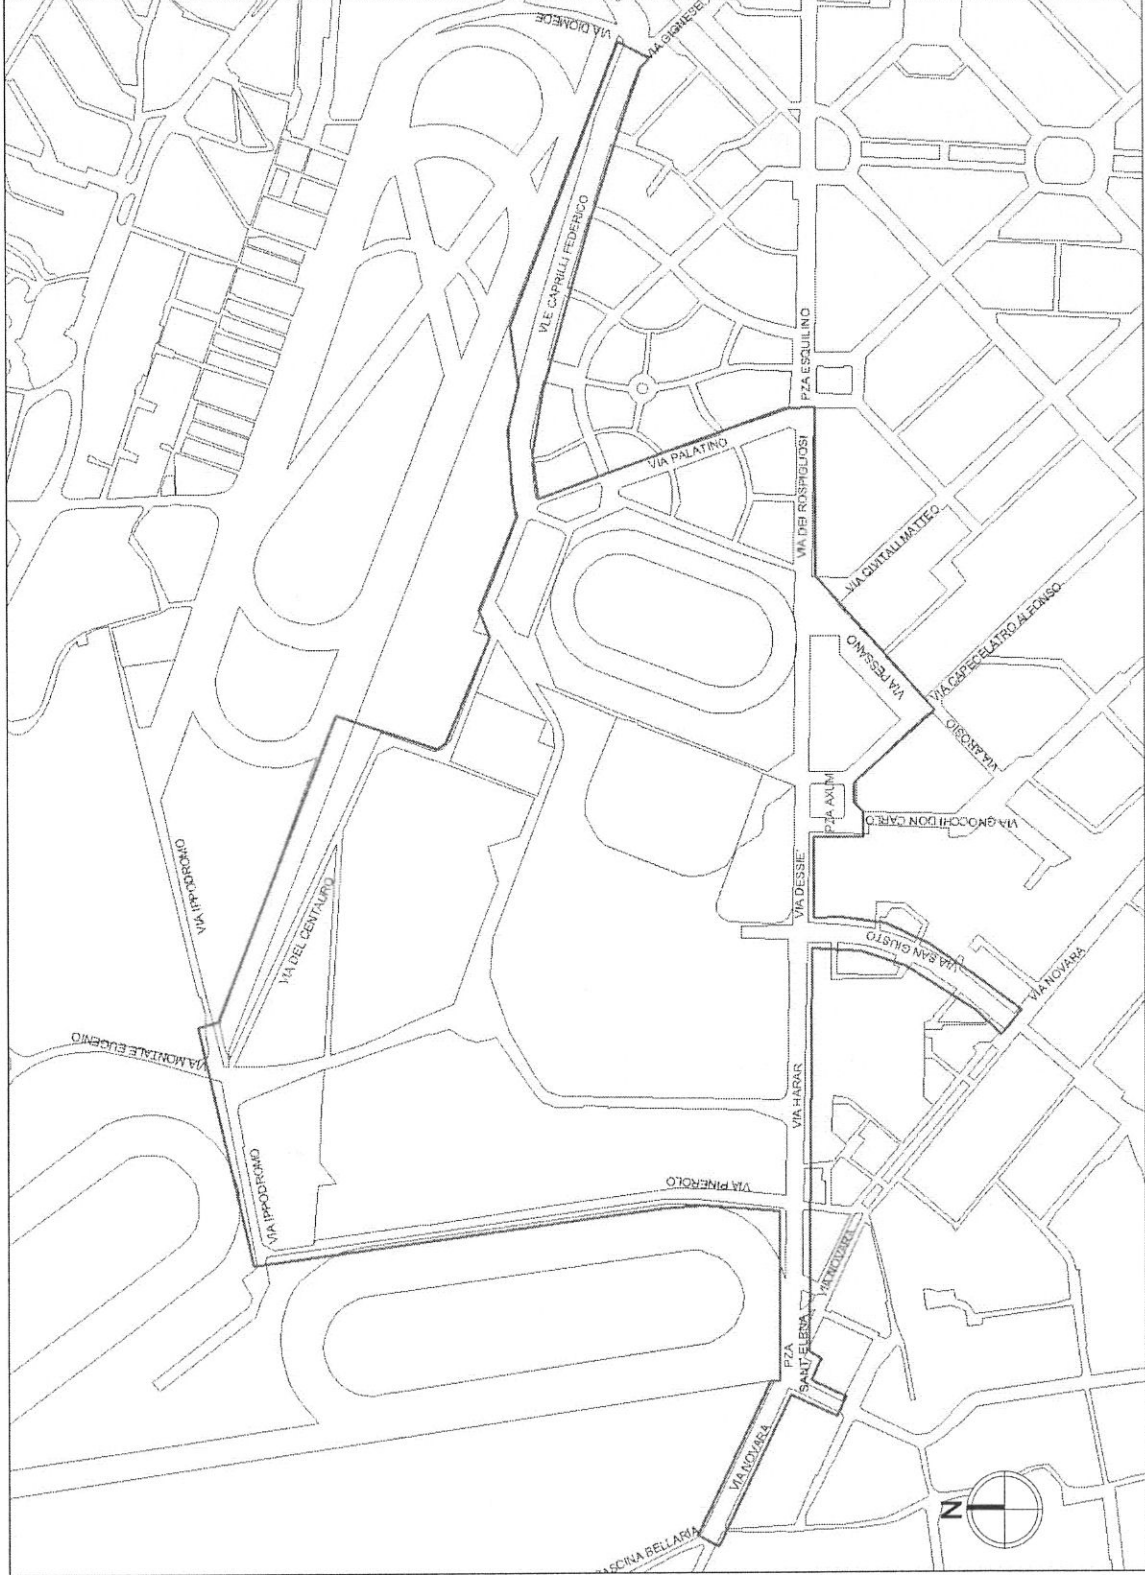 VIA DIOMEDE
VIA GIGNESE
VLE CAPRILLI FEDERICO
PZA ESQUILINO
VIA PALATINO
VIA DEI ROSPIGLIOSI
VIA CIVITALI MATTEO
VIA PESSANO
VIA CAPECELATRO ALFONSO
VIA AROSIO
PZA AXUM
VIA GNOCCHI DON CARLO
VIA IPPODROMO
VIA DESSIE'
VIA DEL CENTAURO
VIA SAN GIUSTO
VIA NOVARA
VIA MONTALE EUGENIO
VIA HARAR
VIA IPPODROMO
VIA PINEROLO
VIA NOVARA
PZA
SANT'ELENA
VIA NOVARA
CASCINA BELLARIA
N